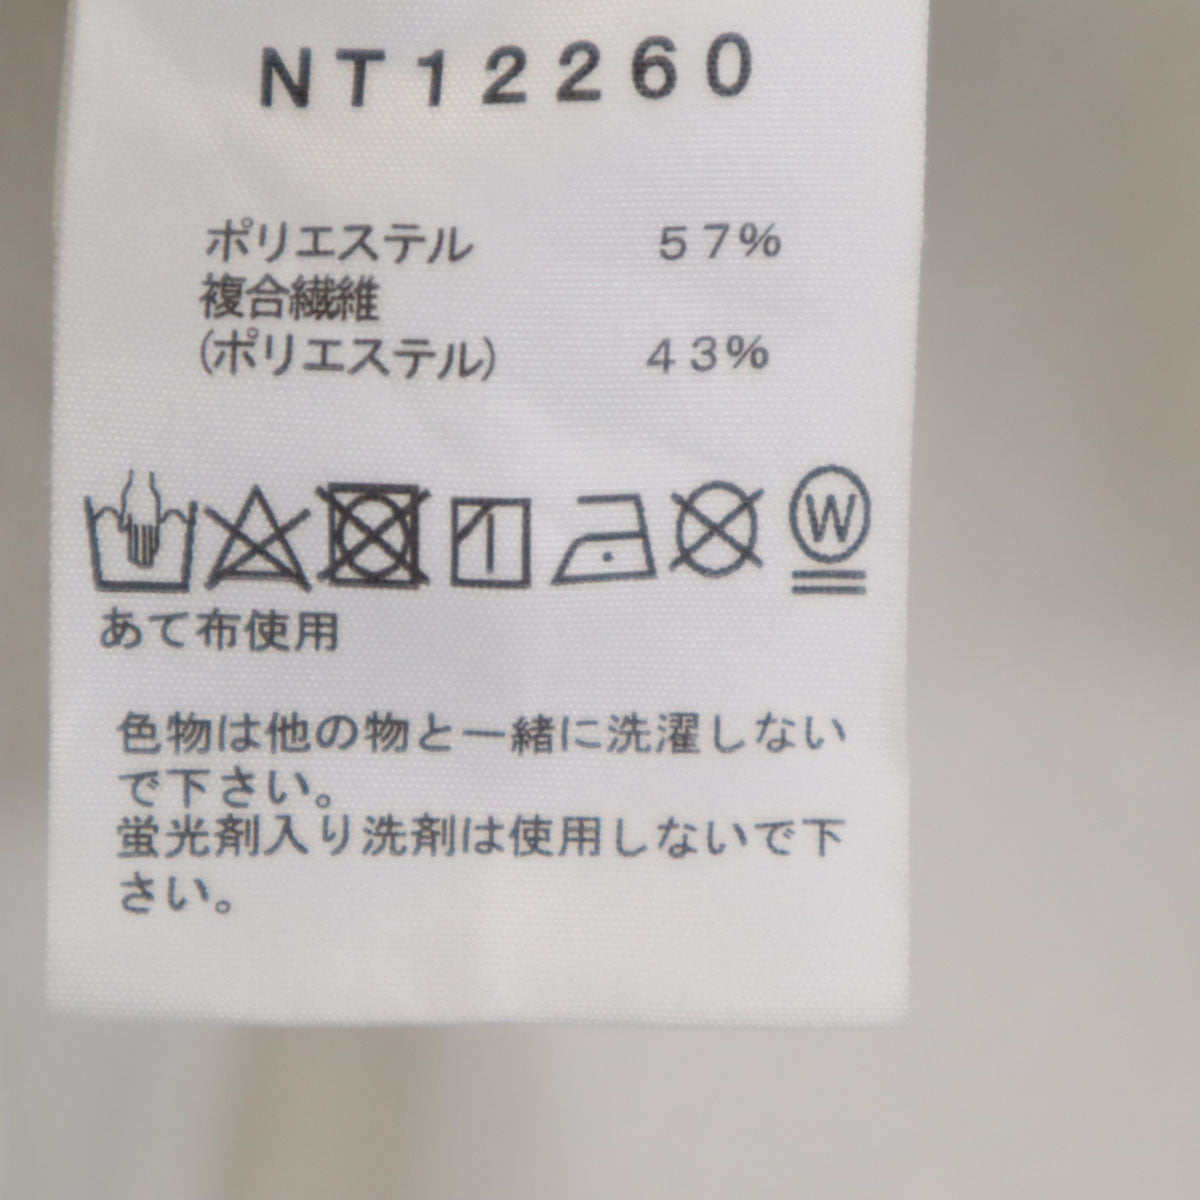 NT12260
ポリエステル 57%
複合繊維
(ポリエステル) 43%
W
あて布使用
色物は他の物と一緒に洗濯しない
で下さい。
蛍光剤入り洗剤は使用しないで下
さい。